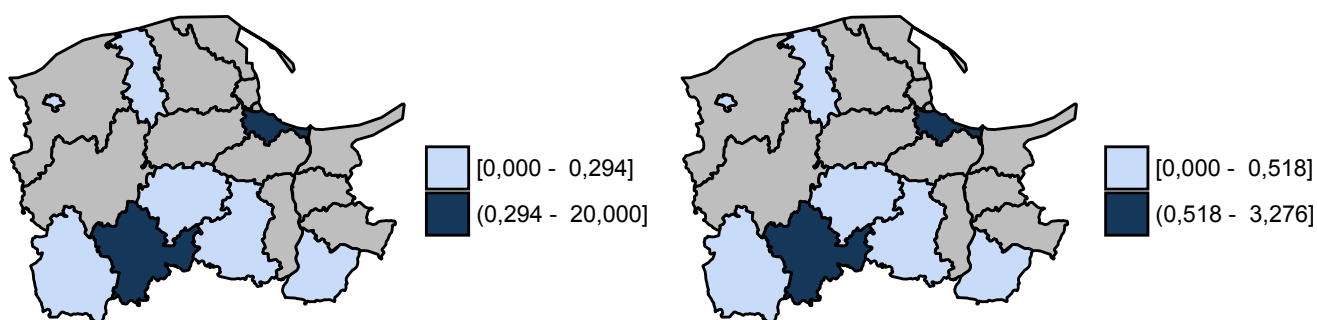 [0,000 - 0,294]
(0,294 - 20,000]
[0,000 - 0,518]
(0,518 - 3,276]